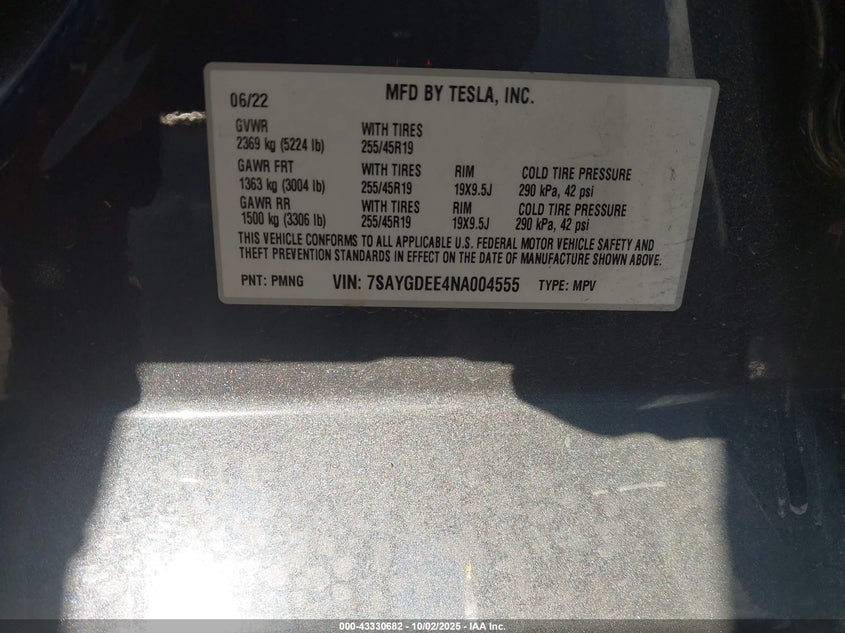 06/22 MFD BY TESLA, INC.
GVWR WITH TIRES
2369 kg (5224 lb) 255/45R19
GAWR FRT WITH TIRES RIM COLD TIRE PRESSURE
1363 kg (3004 lb) 255/45R19 19X9.5J 290 kPa, 42 psi
GAWR RR WITH TIRES RIM COLD TIRE PRESSURE
1500 kg (3306 lb) 255/45R19 19X9.5J 290 kPa, 42 psi
THIS VEHICLE CONFORMS TO ALL APPLICABLE U.S. FEDERAL MOTOR VEHICLE SAFETY AND
THEFT PREVENTION STANDARDS IN EFFECT ON THE DATE OF MANUFACTURE SHOWN ABOVE.
PNT: PMNG VIN: 7SAYGDEE4NA004555 TYPE: MPV
000-43330682 - 10/02/2025 - IAA Inc.